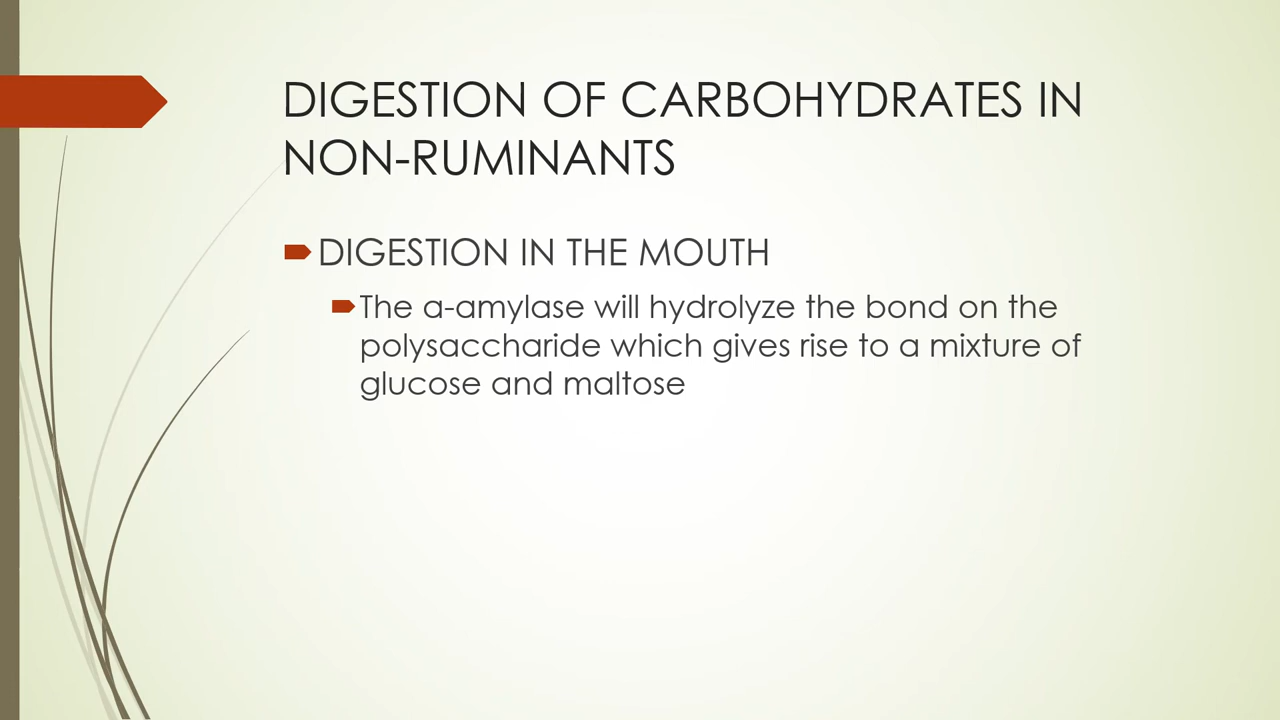 DIGESTION OF CARBOHYDRATES IN
NON-RUMINANTS
DIGESTION IN THE MOUTH
The a-amylase will hydrolyze the bond on the
polysaccharide which gives rise to a mixture of
glucose and maltose